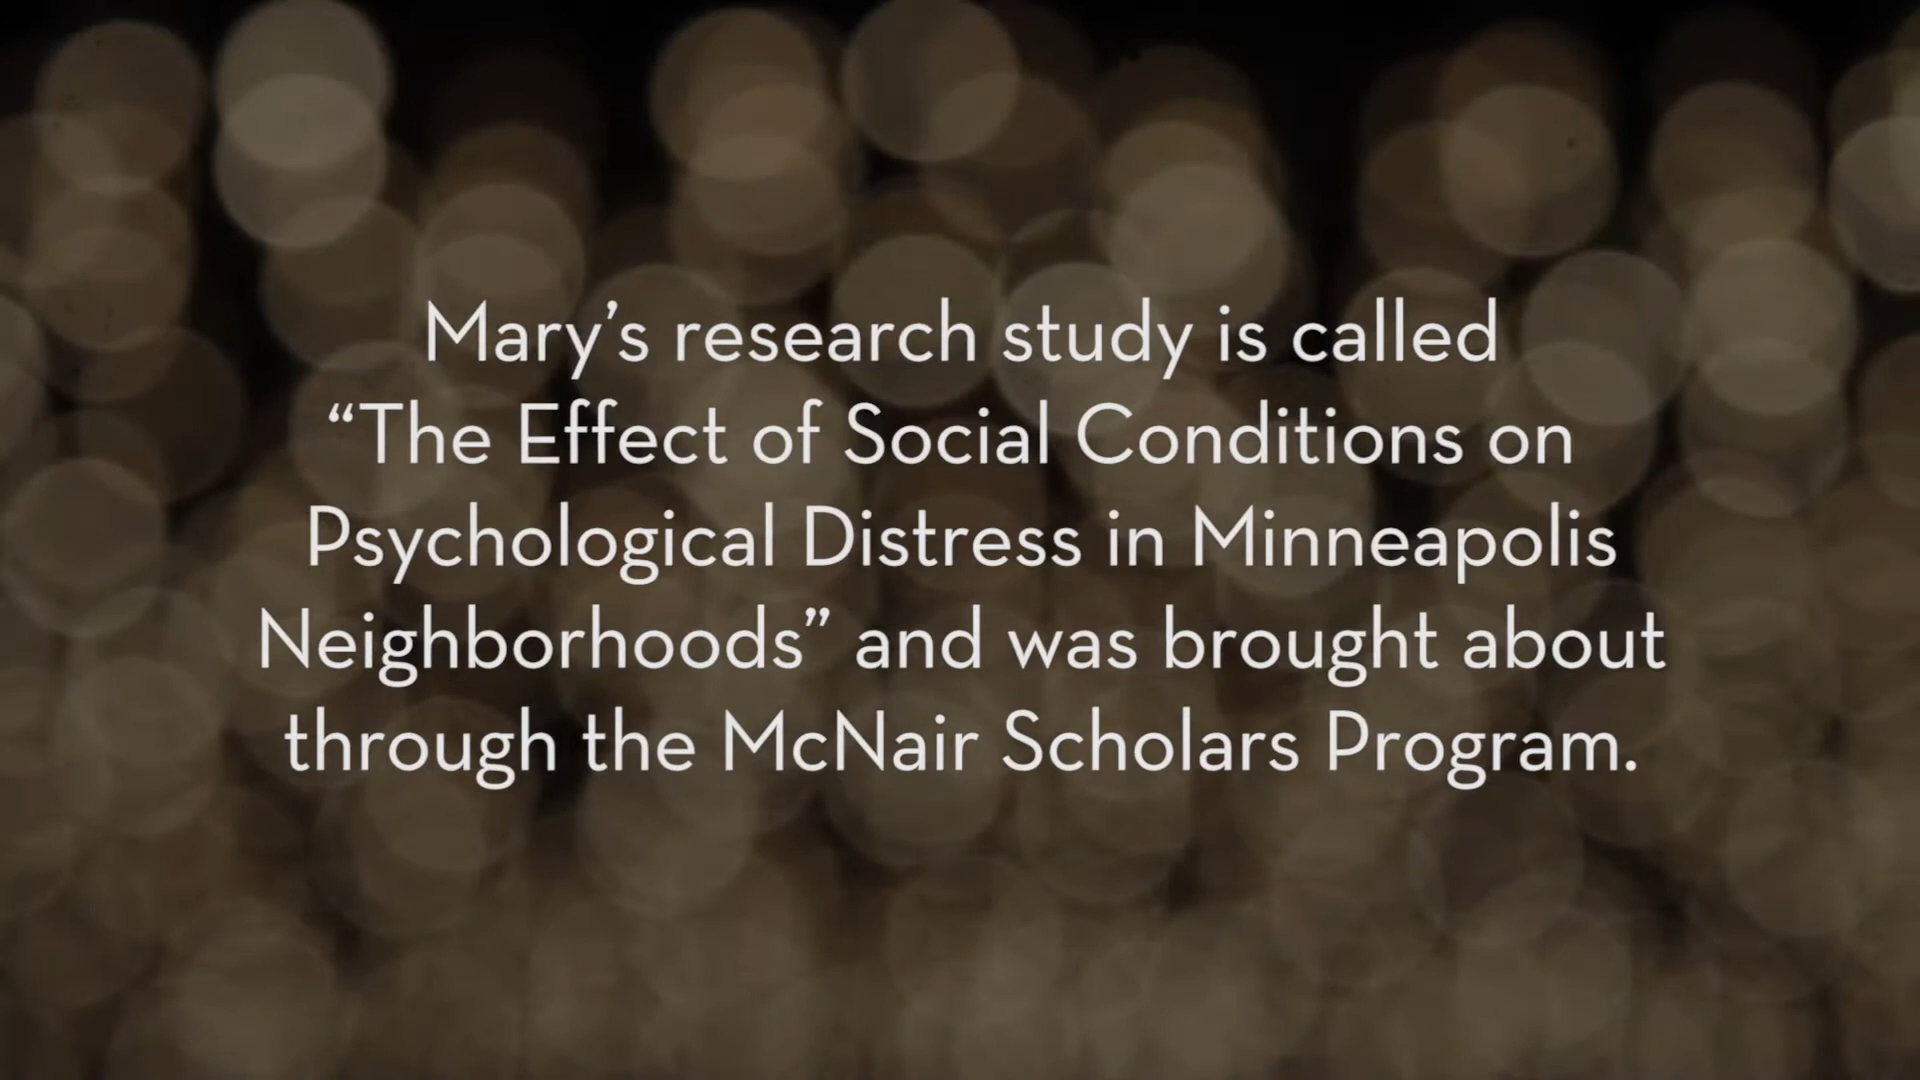 Mary’s research study is called
“The Effect of Social Conditions on
Psychological Distress in Minneapolis
Neighborhoods” and was brought about
through the McNair Scholars Program.